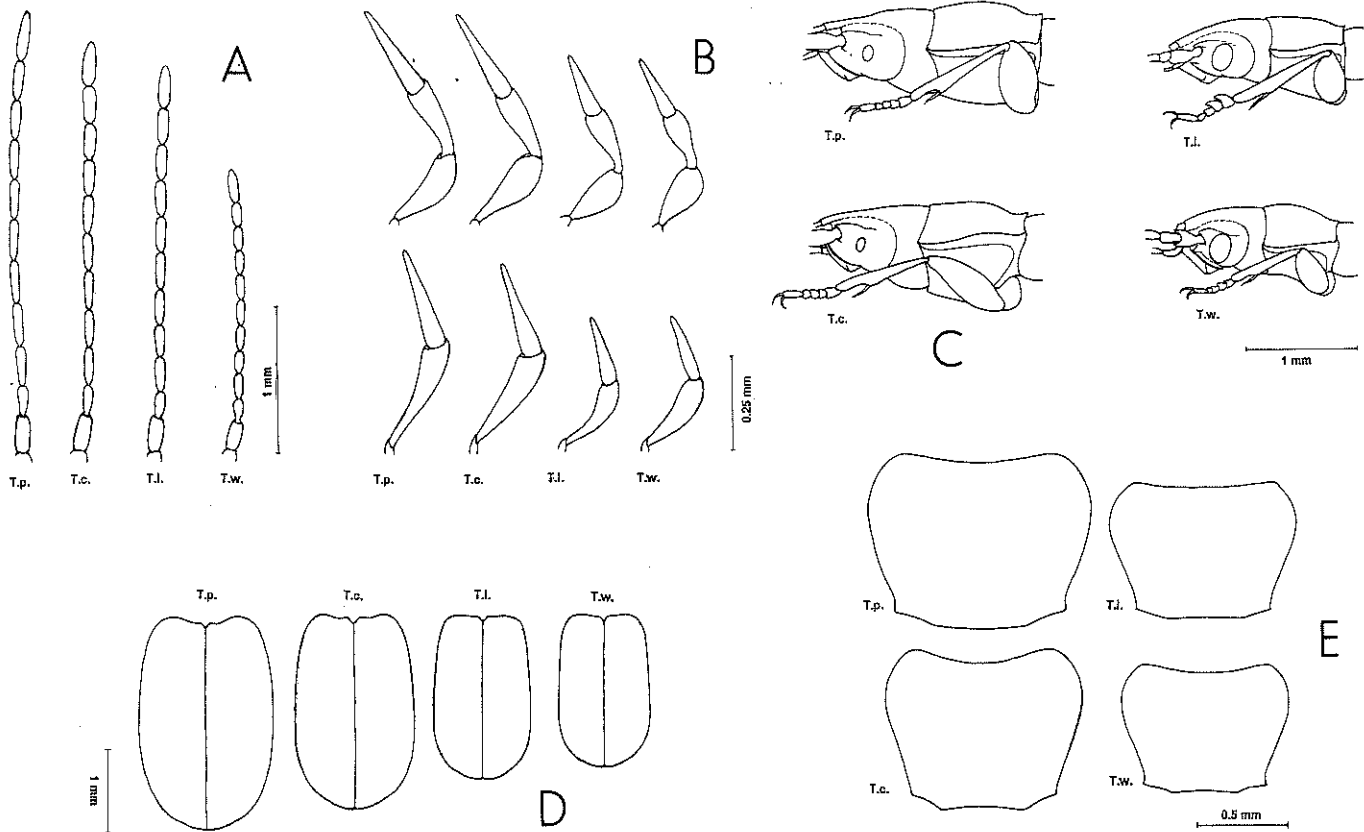 A
1 mm
T.p. T.c. T.l. T.w.
B
0.25 mm
T.p. T.c. T.l. T.w.
T.p. T.l.
T.c. T.w.
C
1 mm
T.p. T.c. T.l. T.w.
1 mm
D
T.p. T.l.
E
T.c. T.w.
0.5 mm